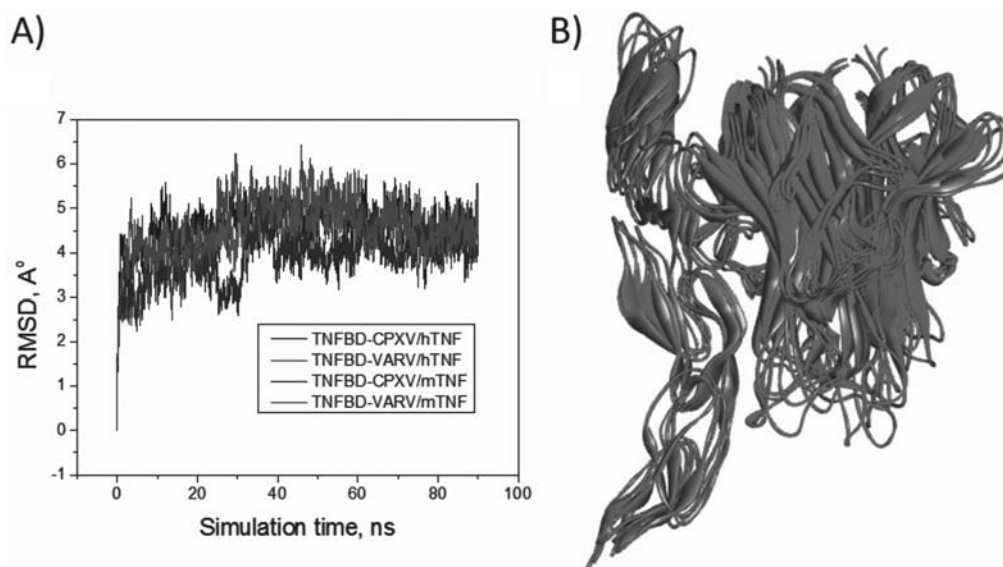 A)
B)
7
6
5
4
3
2
1
0
-1
RMSD, A⁰
0 20 40 60 80 100
Simulation time, ns
TNFBD-CPXV/hTNF
TNFBD-VARV/hTNF
TNFBD-CPXV/mTNF
TNFBD-VARV/mTNF